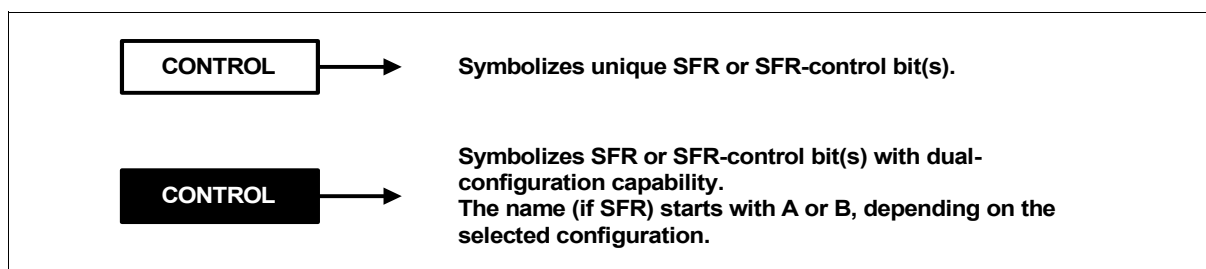 CONTROL
Symbolizes unique SFR or SFR-control bit(s).
CONTROL
Symbolizes SFR or SFR-control bit(s) with dual-
configuration capability.
The name (if SFR) starts with A or B, depending on the
selected configuration.